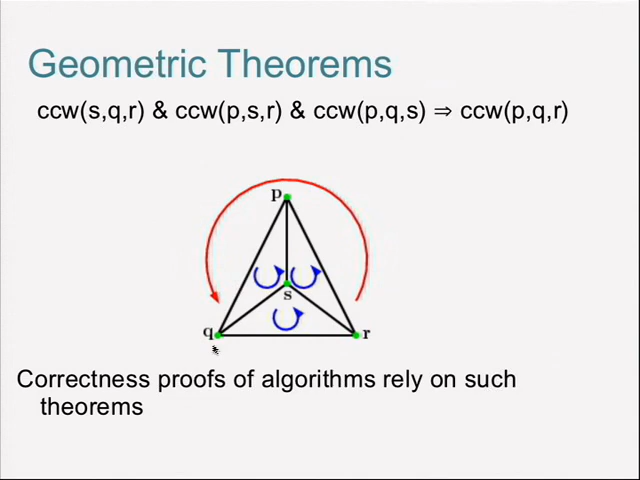 Geometric Theorems
ccw(s,q,r) & ccw(p,s,r) & ccw(p,q,s) ⇒ ccw(p,q,r)
p
s
q
r
Correctness proofs of algorithms rely on such
theorems